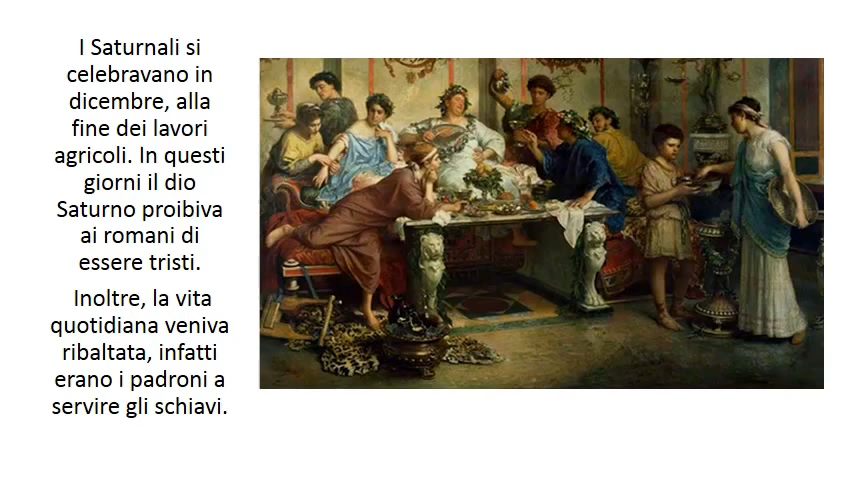 I Saturnali si
celebravano in
dicembre, alla
fine dei lavori
agricoli. In questi
giorni il dio
Saturno proibiva
ai romani di
essere tristi.
Inoltre, la vita
quotidiana veniva
ribaltata, infatti
erano i padroni a
servire gli schiavi.